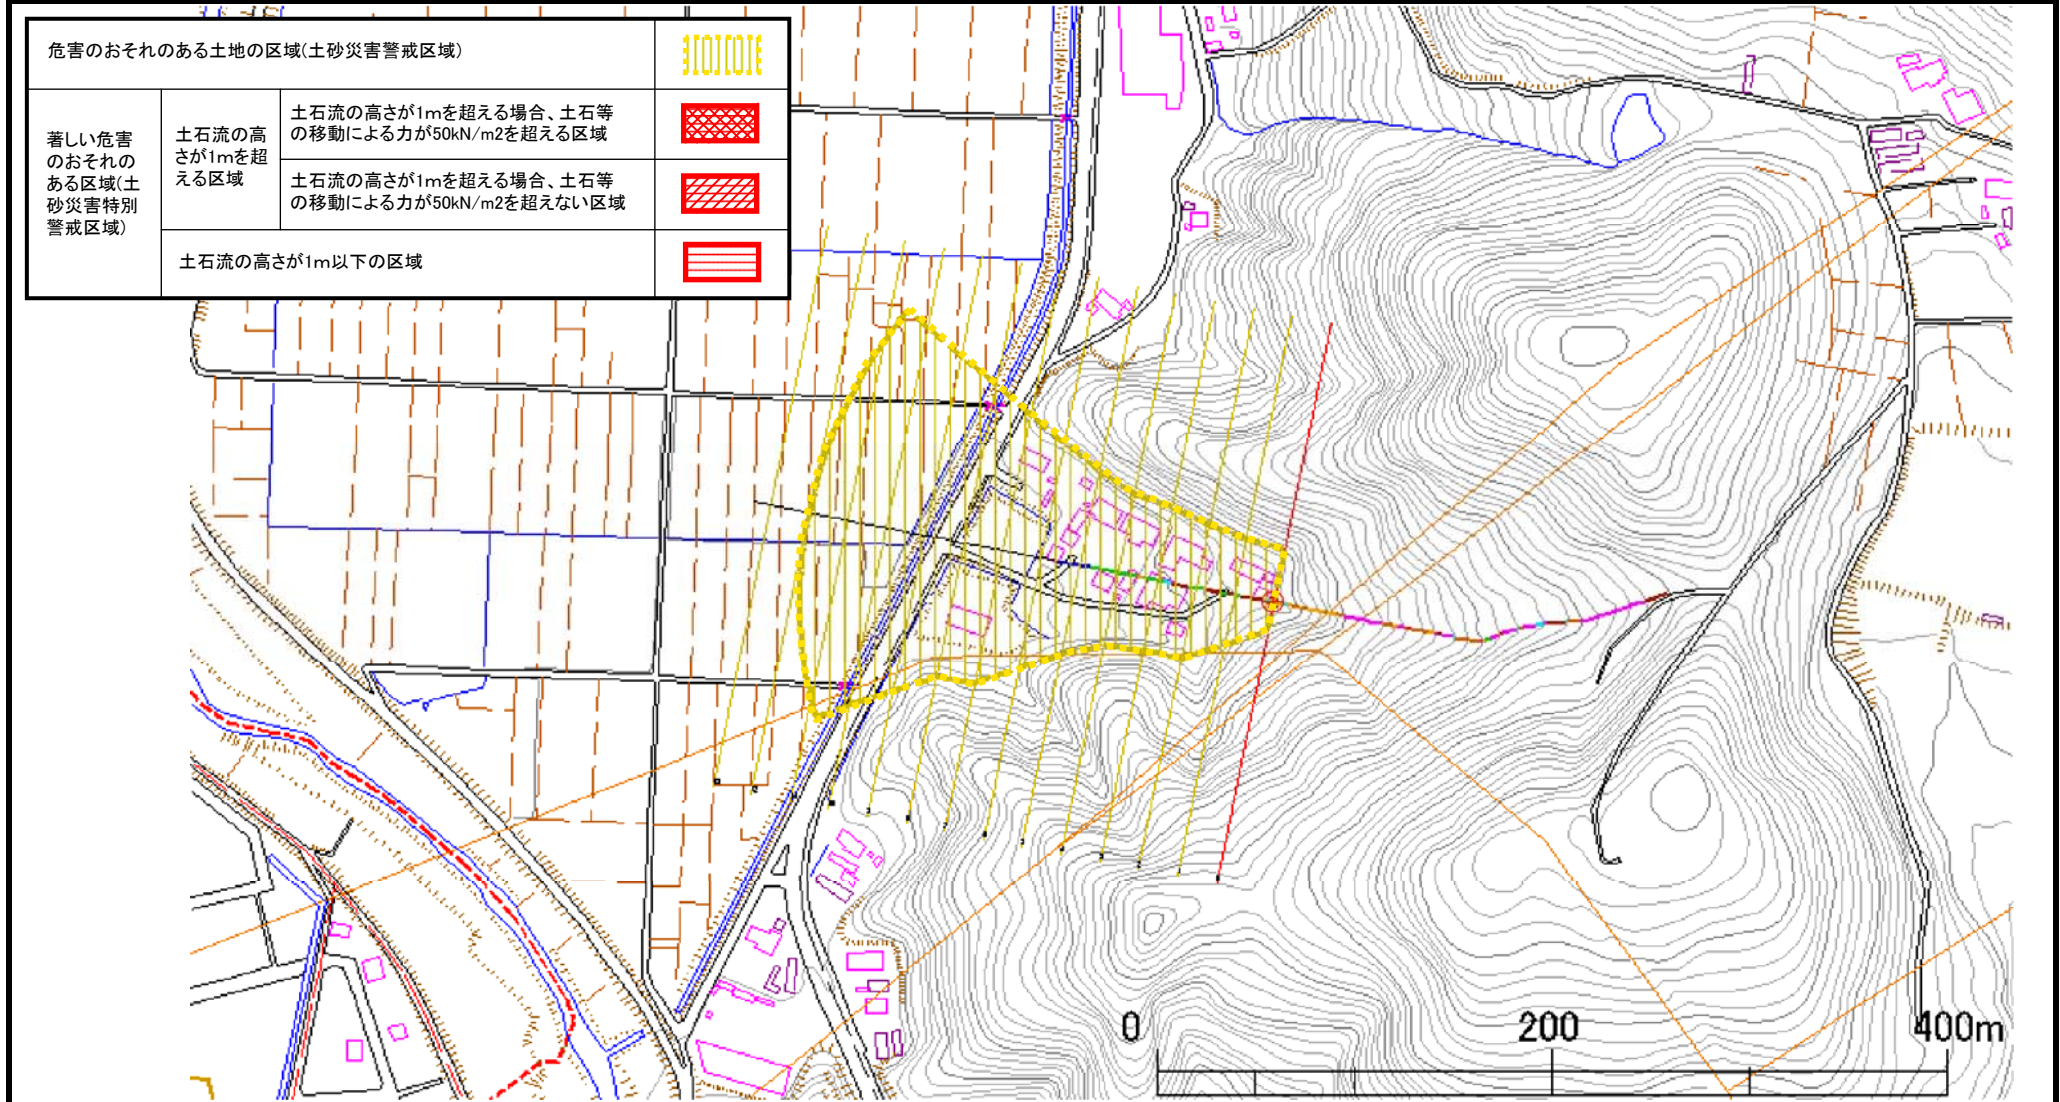 危害のおそれのある土地の区域(土砂災害警戒区域)
著しい危害
のおそれの
ある区域(土
砂災害特別
警戒区域)
土石流の高
さが1mを超
える区域
土石流の高さが1mを超える場合、土石等
の移動による力が50kN/m2を超える区域
土石流の高さが1mを超える場合、土石等
の移動による力が50kN/m2を超えない区域
土石流の高さが1m以下の区域
0 200 400m